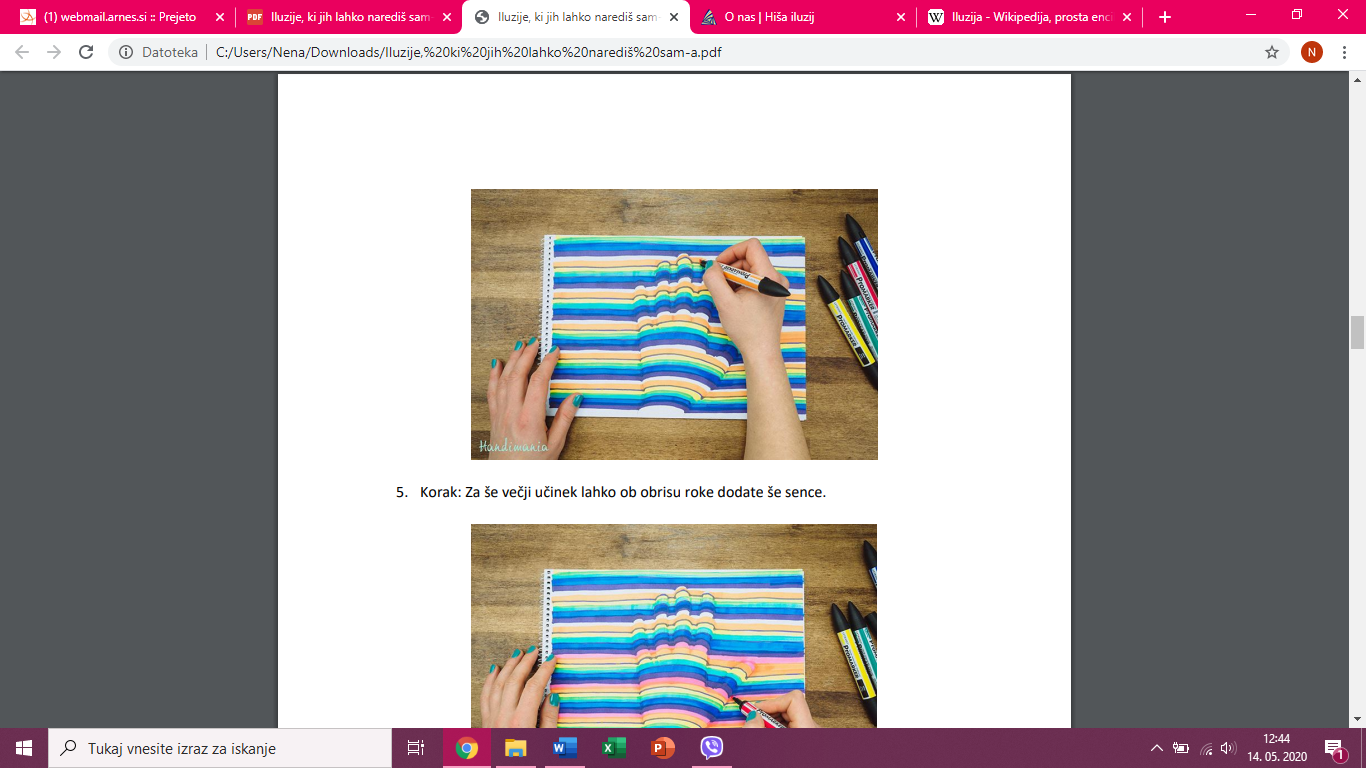 (1) webmail.arnes.si :: Prejeto
PDF Iluzije, ki jih lahko narediš sam-
Iluzije, ki jih lahko narediš sam-
O nas | Hiša iluzij
W Iluzija - Wikipedija, prosta enci
Datoteka | C:/Users/Nena/Downloads/Iluzije,%20ki%20jih%20lahko%20narediš%20sam-a.pdf
N
Handimania
5. Korak: Za še večji učinek lahko ob obrisu roke dodate še sence.
Tukaj vnesite izraz za iskanje
12:44
14. 05. 2020
1